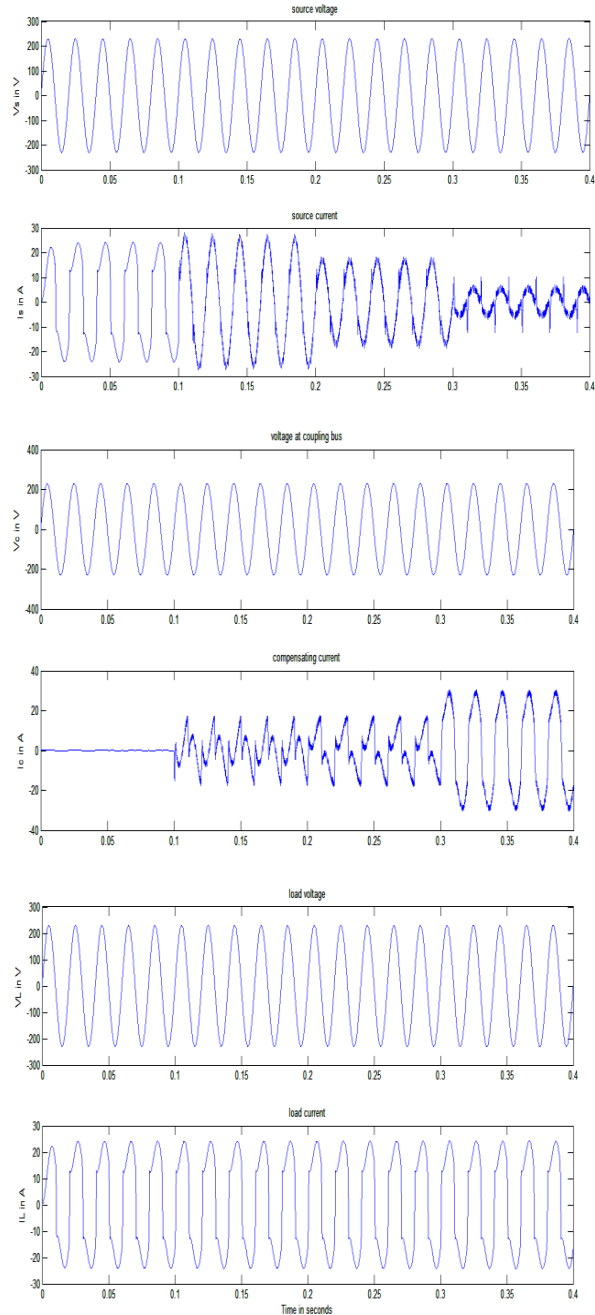 source voltage
Vs in V
300
200
100
0
-100
-200
-300
0 0.05 0.1 0.15 0.2 0.25 0.3 0.35 0.4
source current
Is in A
30
20
10
0
-10
-20
-30
0 0.05 0.1 0.15 0.2 0.25 0.3 0.35 0.4
voltage at coupling bus
Vc in V
400
200
0
-200
-400
0 0.05 0.1 0.15 0.2 0.25 0.3 0.35 0.4
compensating current
Ic in A
40
20
0
-20
-40
0 0.05 0.1 0.15 0.2 0.25 0.3 0.35 0.4
load voltage
VL in V
300
200
100
0
-100
-200
-300
0 0.05 0.1 0.15 0.2 0.25 0.3 0.35 0.4
load current
IL in A
30
20
10
0
-10
-20
-30
0 0.05 0.1 0.15 0.2 0.25 0.3 0.35 0.4
Time in seconds